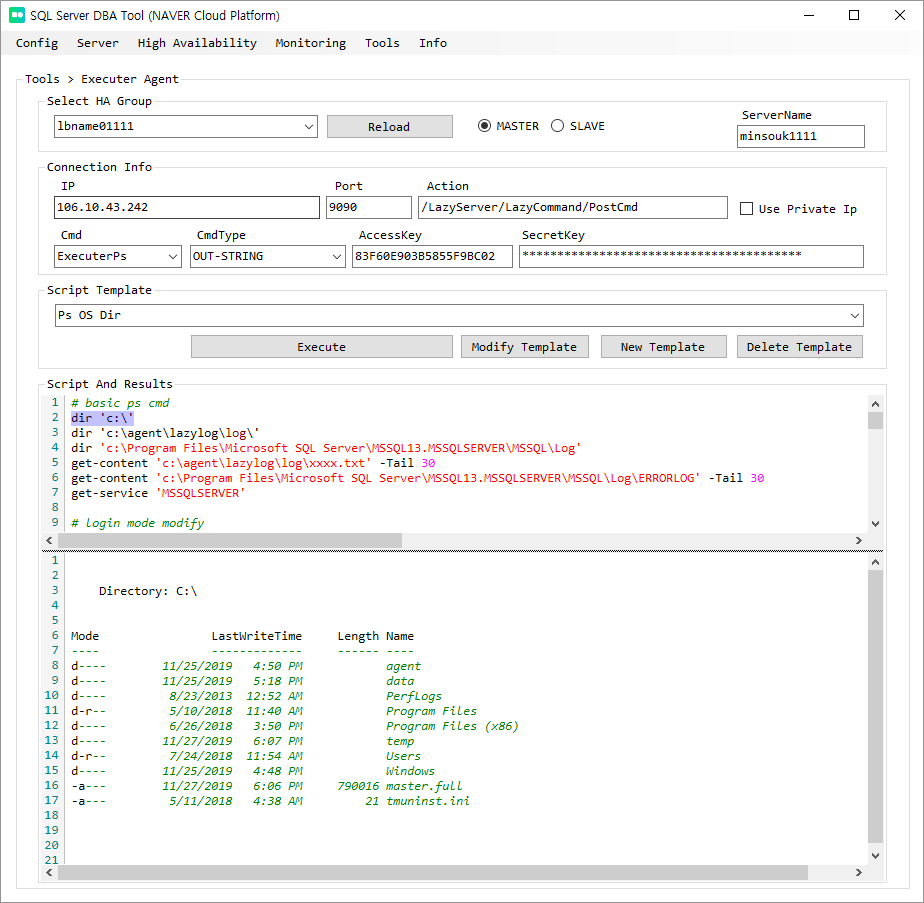 SQL Server DBA Tool (NAVER Cloud Platform)
Config Server High Availability Monitoring Tools Info
Tools > Executer Agent
Select HA Group
lbname01111 Reload MASTER SLAVE
ServerName
minsouk1111
Connection Info
IP Port Action
106.10.43.242 9090 /LazyServer/LazyCommand/PostCmd Use Private Ip
Cmd CmdType AccessKey SecretKey
ExecuterPs OUT-STRING 83F60E903B5855F9BC02 ****************************************
Script Template
Ps OS Dir
Execute Modify Template New Template Delete Template
Script And Results
1 # basic ps cmd
2 dir 'c:\'
3 dir 'c:\agent\lazylog\log\'
4 dir 'c:\Program Files\Microsoft SQL Server\MSSQL13.MSSQLSERVER\MSSQL\Log'
5 get-content 'c:\agent\lazylog\log\xxxx.txt' -Tail 30
6 get-content 'c:\Program Files\Microsoft SQL Server\MSSQL13.MSSQLSERVER\MSSQL\Log\ERRORLOG' -Tail 30
7 get-service 'MSSQLSERVER'
8
9 # login mode modify
1
2
3 Directory: C:\
4
5
6 Mode LastWriteTime Length Name
7 ---- ------------- ------ ----
8 d---- 11/25/2019 4:50 PM agent
9 d---- 11/25/2019 5:18 PM data
10 d---- 8/23/2013 12:52 AM PerfLogs
11 d-r-- 5/10/2018 11:40 AM Program Files
12 d---- 6/26/2018 3:50 PM Program Files (x86)
13 d---- 11/27/2019 6:07 PM temp
14 d-r-- 7/24/2018 11:54 AM Users
15 d---- 11/25/2019 4:48 PM Windows
16 -a--- 11/27/2019 6:06 PM 790016 master.full
17 -a--- 5/11/2018 4:38 AM 21 tmuninst.ini
18
19
20
21